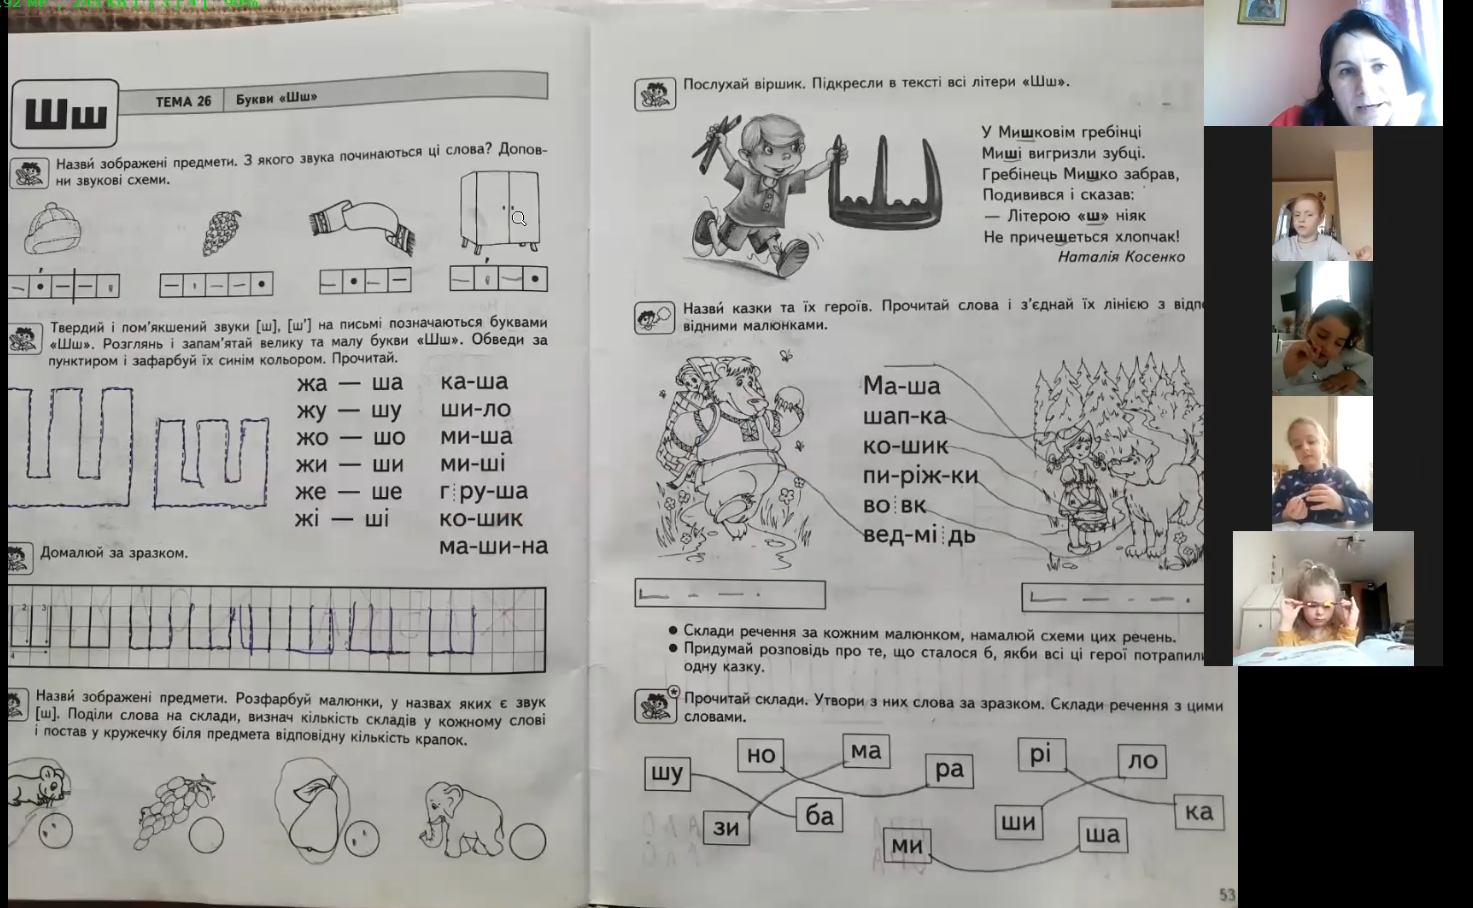 Шш
ТЕМА 26
Букви «Шш»
Назви́ зображені предмети. З якого звука починаються ці слова? Допов-
ни звукові схеми.
Твердий і пом'якшений звуки [ш], [ш'] на письмі позначаються буквами
«Шш». Розглянь і запам'ятай велику та малу букви «Шш». Обведи за
пунктиром і зафарбуй їх синім кольором. Прочитай.
жа — ша
жу — шу
жо — шо
жи — ши
же — ше
жі — ші
ка-ша
ши-ло
ми-ша
ми-ші
г ру-ша
ко-шик
ма-ши-на
Домалюй за зразком.
2 3
4
Назви́ зображені предмети. Розфарбуй малюнки, у назвах яких є звук
[ш]. Поділи слова на склади, визнач кількість складів у кожному слові
і постав у кружечку біля предмета відповідну кількість крапок.
Послухай віршик. Підкресли в тексті всі літери «Шш».
У Мишковім гребінці
Миші вигризли зубці.
Гребінець Мишко забрав,
Подивився і сказав:
— Літерою «ш» ніяк
Не причешеться хлопчак!
Наталія Косенко
Назви́ казки та їх героїв. Прочитай слова і з'єднай їх лінією з відпо
відними малюнками.
Ма-ша
шап-ка
ко-шик
пи-ріж-ки
во вк
вед-мі дь
● Склади речення за кожним малюнком, намалюй схеми цих речень.
● Придумай розповідь про те, що сталося б, якби всі ці герої потрапили
одну казку.
Прочитай склади. Утвори з них слова за зразком. Склади речення з цими
словами.
шу
но
ма
ра
рі
ло
зи
ба
ми
ши
ша
ка
53